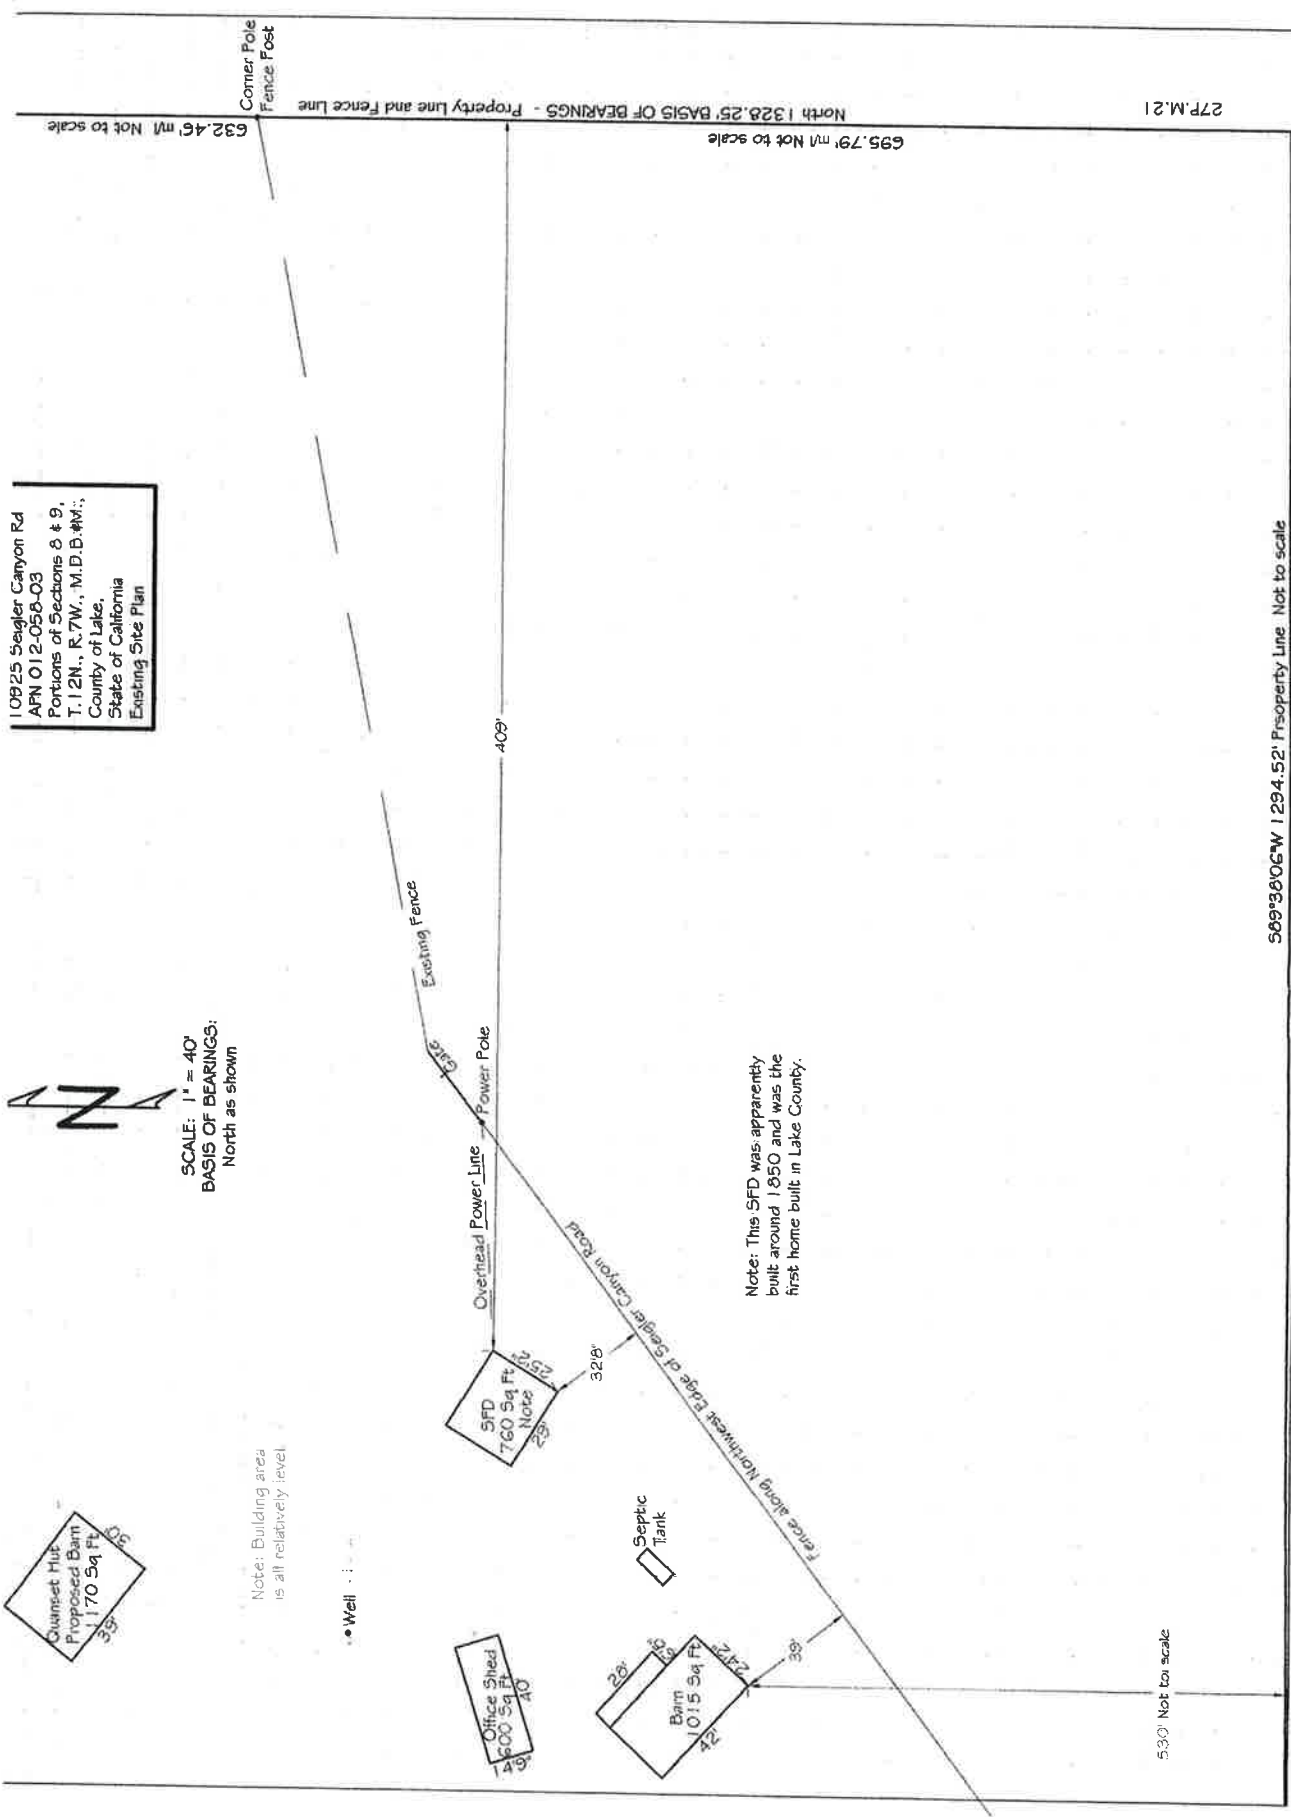 10925 Seigler Canyon Rd
APN 012-058-03
Portions of Sections 8 & 9,
T.12N., R.7W., M.D.B.&M.,
County of Lake,
State of California
Existing Site Plan
SCALE: 1" = 40'
BASIS OF BEARINGS:
North as shown
N
Corner Pole
Fence Post
632.46' m/l Not to scale
North 1328.25' BASIS OF BEARINGS - Property Line and Fence Line
695.79' m/l Not to scale
27P.M.21
Existing Fence
409'
Gate
Power Pole
Overhead Power Line
Quanset Hut
Proposed Barn
1170 Sq Ft
30'
39'
Note: Building area
is all relatively level.
Well
SFD
760 Sq Ft
Note
25'2"
29'
32'8"
Fence along Northwest Edge of Seigler Canyon Road
Note: This SFD was apparently
built around 1850 and was the
first home built in Lake County.
Septic
Tank
Office Shed
600 Sq Ft
40'
14'9"
28'
Barn
1015 Sq Ft
24'2"
42'
39'
530' Not to scale
S89°38'06"W 1294.52' Prsoperty Line Not to scale